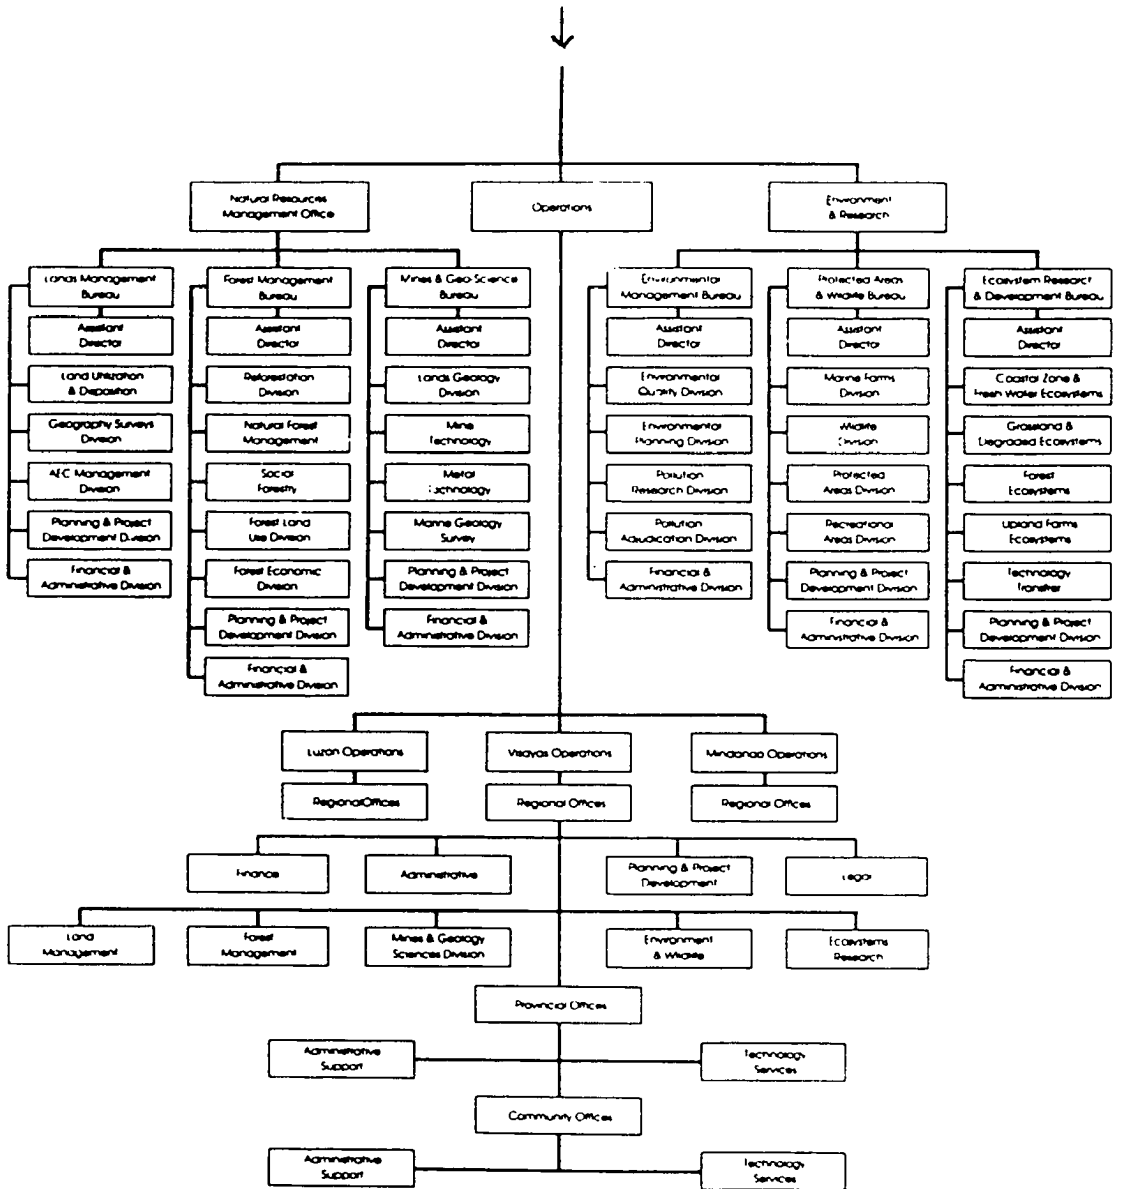 Natural Resources
Management Office
Operations
Environment
& Research
Lands Management
Bureau
Assistant
Director
Land Utilization
& Disposition
Geography Surveys
Division
AEC Management
Division
Planning & Project
Development Division
Financial &
Administrative Division
Forest Management
Bureau
Assistant
Director
Reforestation
Division
Natural Forest
Management
Social
Forestry
Forest Land
Use Division
Forest Economic
Division
Planning & Project
Development Division
Financial &
Administrative Division
Mines & Geo-Science
Bureau
Assistant
Director
Lands Geology
Division
Mine
Technology
Metal
Technology
Marine Geology
Survey
Planning & Project
Development Division
Financial &
Administrative Division
Environmental
Management Bureau
Assistant
Director
Environmental
Quality Division
Environmental
Planning Division
Pollution
Research Division
Pollution
Adjudication Division
Financial &
Administrative Division
Protected Areas
& Wildlife Bureau
Assistant
Director
Marine Farms
Division
Wildlife
Division
Protected
Areas Division
Recreational
Areas Division
Planning & Project
Development Division
Financial &
Administrative Division
Ecosystem Research
& Development Bureau
Assistant
Director
Coastal Zone &
Fresh Water Ecosystems
Grassland &
Degraded Ecosystems
Forest
Ecosystems
Upland Farms
Ecosystems
Technology
Transfer
Planning & Project
Development Division
Financial &
Administrative Division
Luzon Operations
Visayas Operations
Mindanao Operations
RegionalOffices
Regional Offices
Regional Offices
Finance
Administrative
Planning & Project
Development
Legal
Land
Management
Forest
Management
Mines & Geology
Sciences Division
Environment
& Wildlife
Ecosystems
Research
Provincial Offices
Administrative
Support
Technology
Services
Community Offices
Administrative
Support
Technology
Services